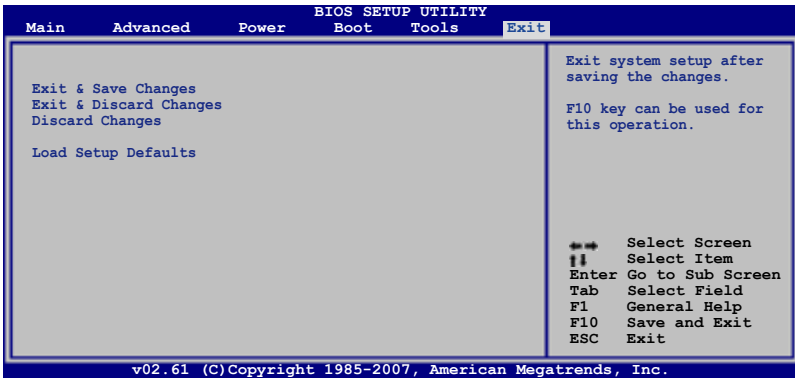 BIOS SETUP UTILITY
Main Advanced Power Boot Tools Exit
Exit & Save Changes
Exit & Discard Changes
Discard Changes
Load Setup Defaults
Exit system setup after
saving the changes.
F10 key can be used for
this operation.
Select Screen
Select Item
Enter Go to Sub Screen
Tab Select Field
F1 General Help
F10 Save and Exit
ESC Exit
v02.61 (C)Copyright 1985-2007, American Megatrends, Inc.